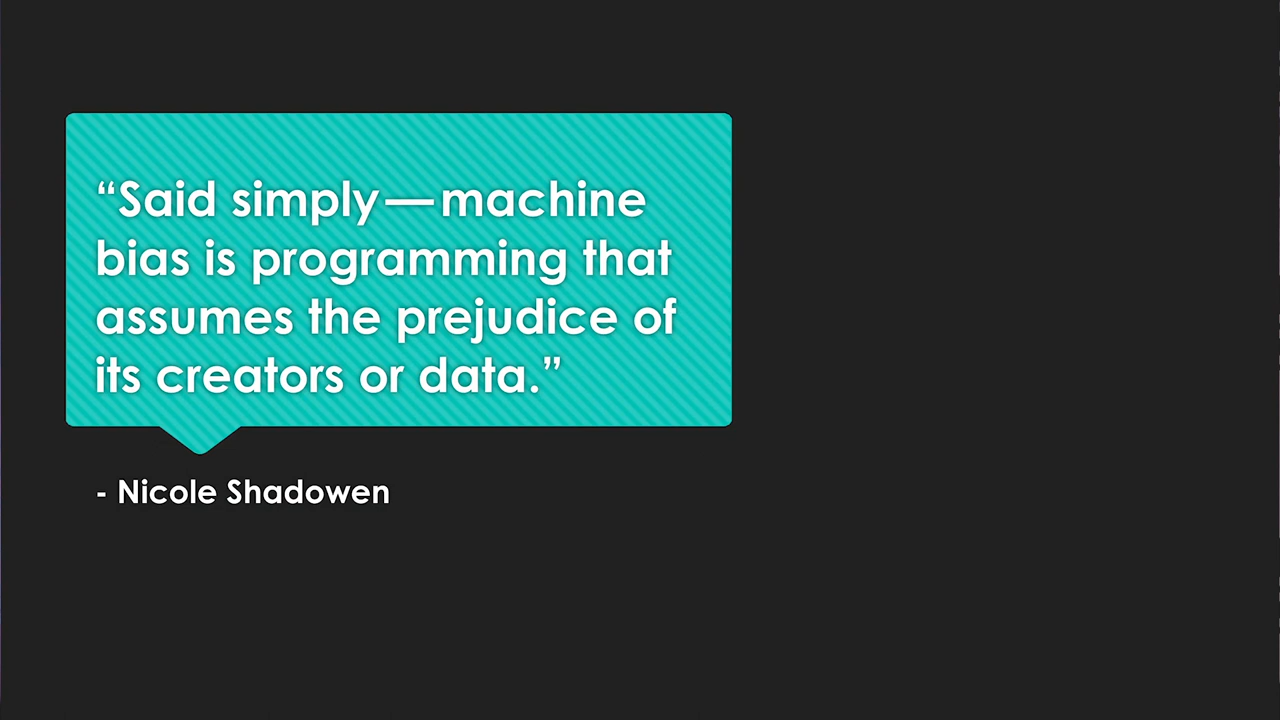 “Said simply — machine
bias is programming that
assumes the prejudice of
its creators or data.”
- Nicole Shadowen